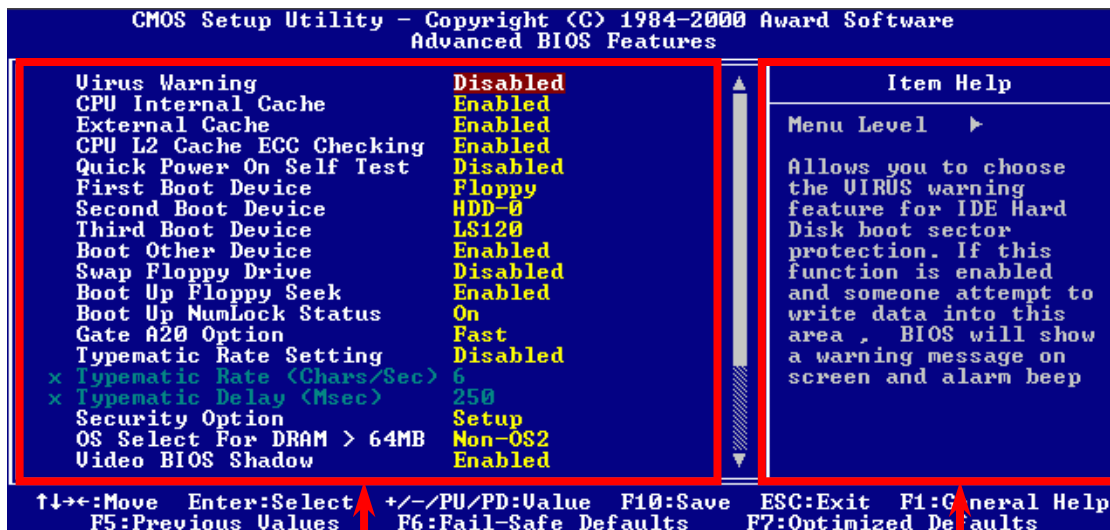 CMOS Setup Utility – Copyright (C) 1984–2000 Award Software
Advanced BIOS Features
Virus Warning Disabled
CPU Internal Cache Enabled
External Cache Enabled
CPU L2 Cache ECC Checking Enabled
Quick Power On Self Test Disabled
First Boot Device Floppy
Second Boot Device HDD-0
Third Boot Device LS120
Boot Other Device Enabled
Swap Floppy Drive Disabled
Boot Up Floppy Seek Enabled
Boot Up NumLock Status On
Gate A20 Option Fast
Typematic Rate Setting Disabled
x Typematic Rate (Chars/Sec) 6
x Typematic Delay (Msec) 250
Security Option Setup
OS Select For DRAM > 64MB Non-OS2
Video BIOS Shadow Enabled
Item Help
Menu Level ▶
Allows you to choose
the VIRUS warning
feature for IDE Hard
Disk boot sector
protection. If this
function is enabled
and someone attempt to
write data into this
area , BIOS will show
a warning message on
screen and alarm beep
↑↓→←:Move Enter:Select +/-/PU/PD:Value F10:Save ESC:Exit F1:General Help
F5:Previous Values F6:Fail-Safe Defaults F7:Optimized Defaults